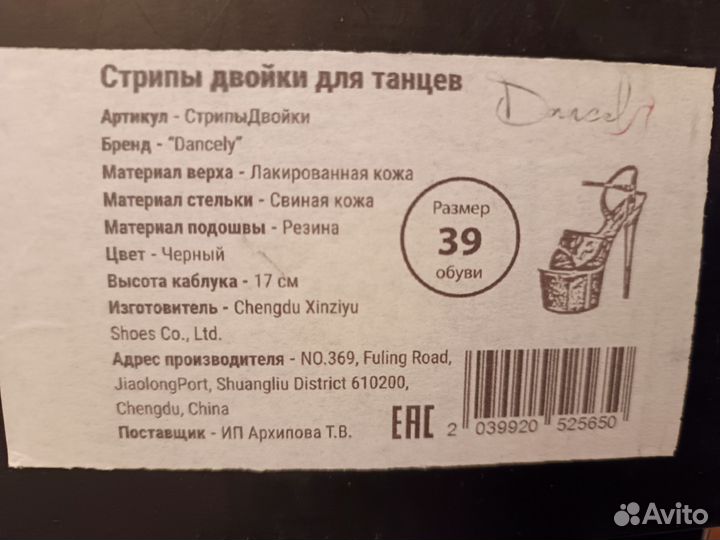 Стрипы двойки для танцев
Dancely
Артикул - СтрипыДвойки
Бренд - “Dancely”
Материал верха - Лакированная кожа
Материал стельки - Свиная кожа
Материал подошвы - Резина
Цвет - Черный
Высота каблука - 17 см
Изготовитель - Chengdu Xinziyu
Shoes Co., Ltd.
Адрес производителя - NO.369, Fuling Road,
JiaolongPort, Shuangliu District 610200,
Chengdu, China
Поставщик - ИП Архипова Т.В.
Размер
39
обуви
EAC
2 039920 525650
Avito